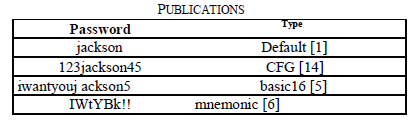 PUBLICATIONS
Password Type
jackson Default [1]
123jackson45 CFG [14]
iwantyouj ackson5 basic16 [5]
IWtYBk!! mnemonic [6]